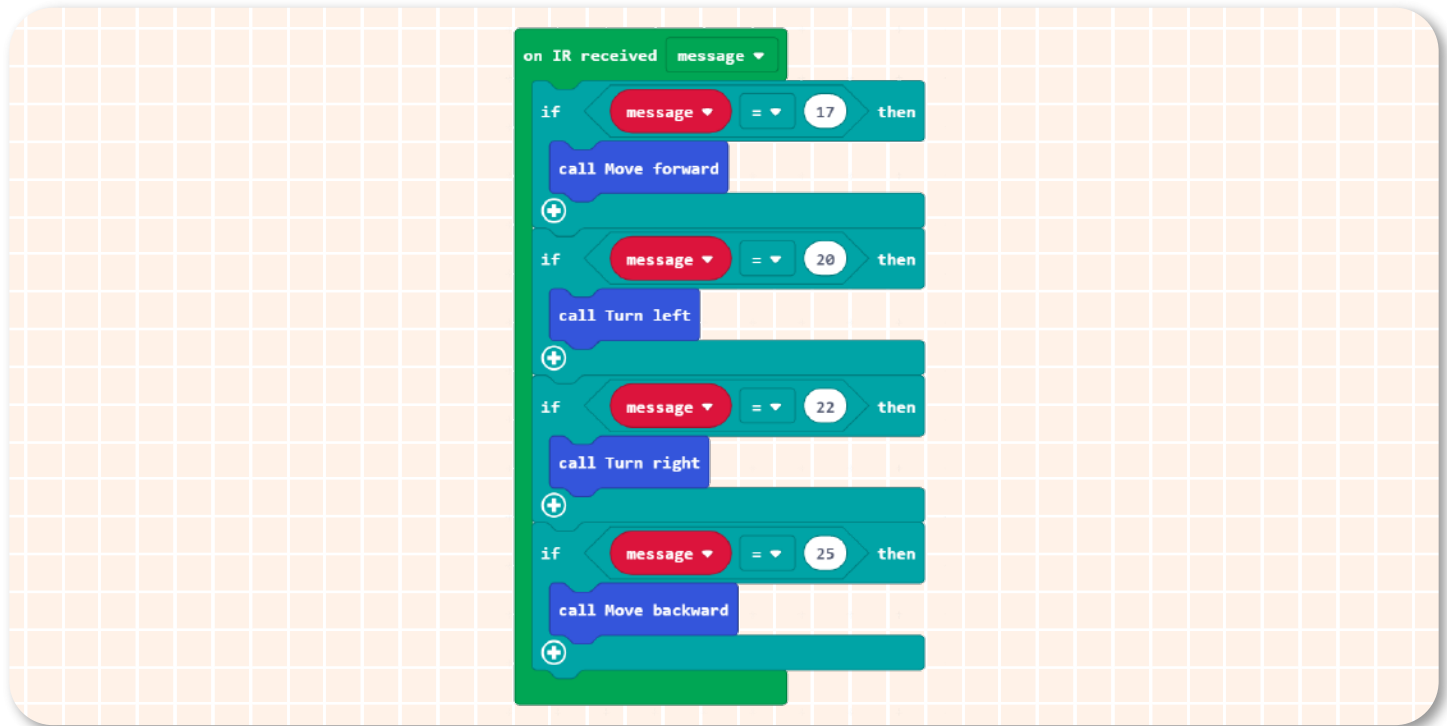 on IR received message
if message = 17 then
call Move forward
if message = 20 then
call Turn left
if message = 22 then
call Turn right
if message = 25 then
call Move backward